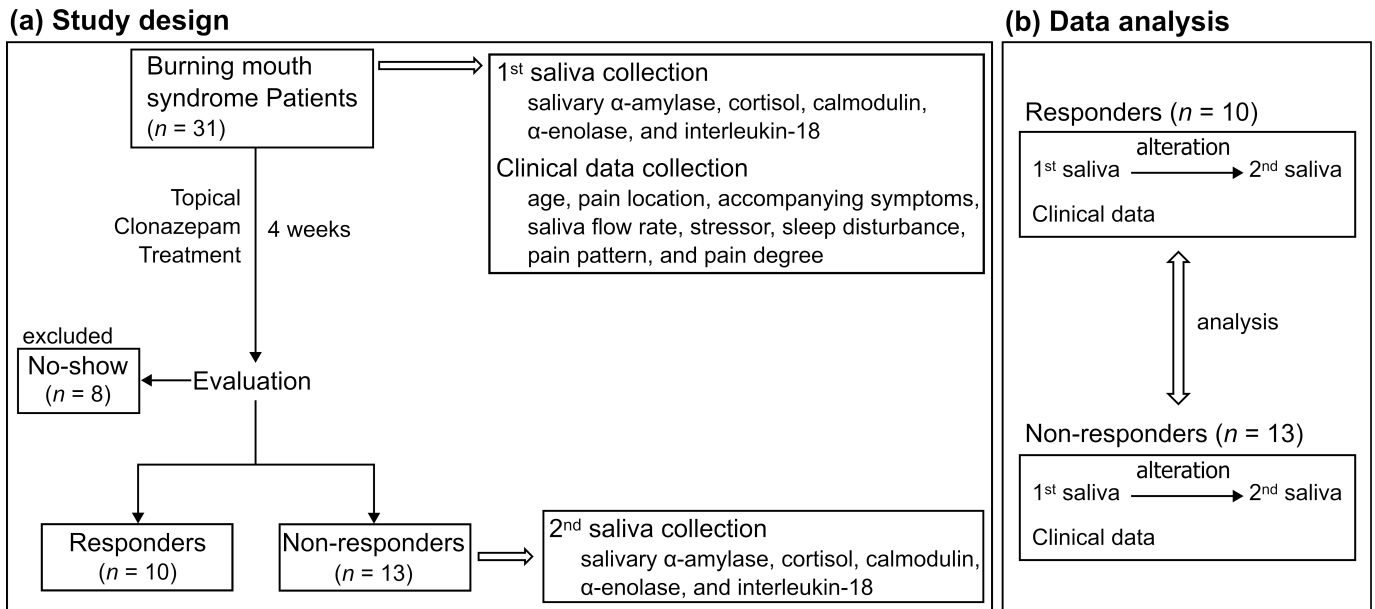 (a) Study design
Burning mouth
syndrome Patients
(n = 31)
1st saliva collection
salivary α-amylase, cortisol, calmodulin,
α-enolase, and interleukin-18
Clinical data collection
age, pain location, accompanying symptoms,
saliva flow rate, stressor, sleep disturbance,
pain pattern, and pain degree
Topical
Clonazepam
Treatment
4 weeks
excluded
No-show
(n = 8)
Evaluation
Responders
(n = 10)
Non-responders
(n = 13)
2nd saliva collection
salivary α-amylase, cortisol, calmodulin,
α-enolase, and interleukin-18
(b) Data analysis
Responders (n = 10)
alteration
1st saliva 2nd saliva
Clinical data
analysis
Non-responders (n = 13)
alteration
1st saliva 2nd saliva
Clinical data